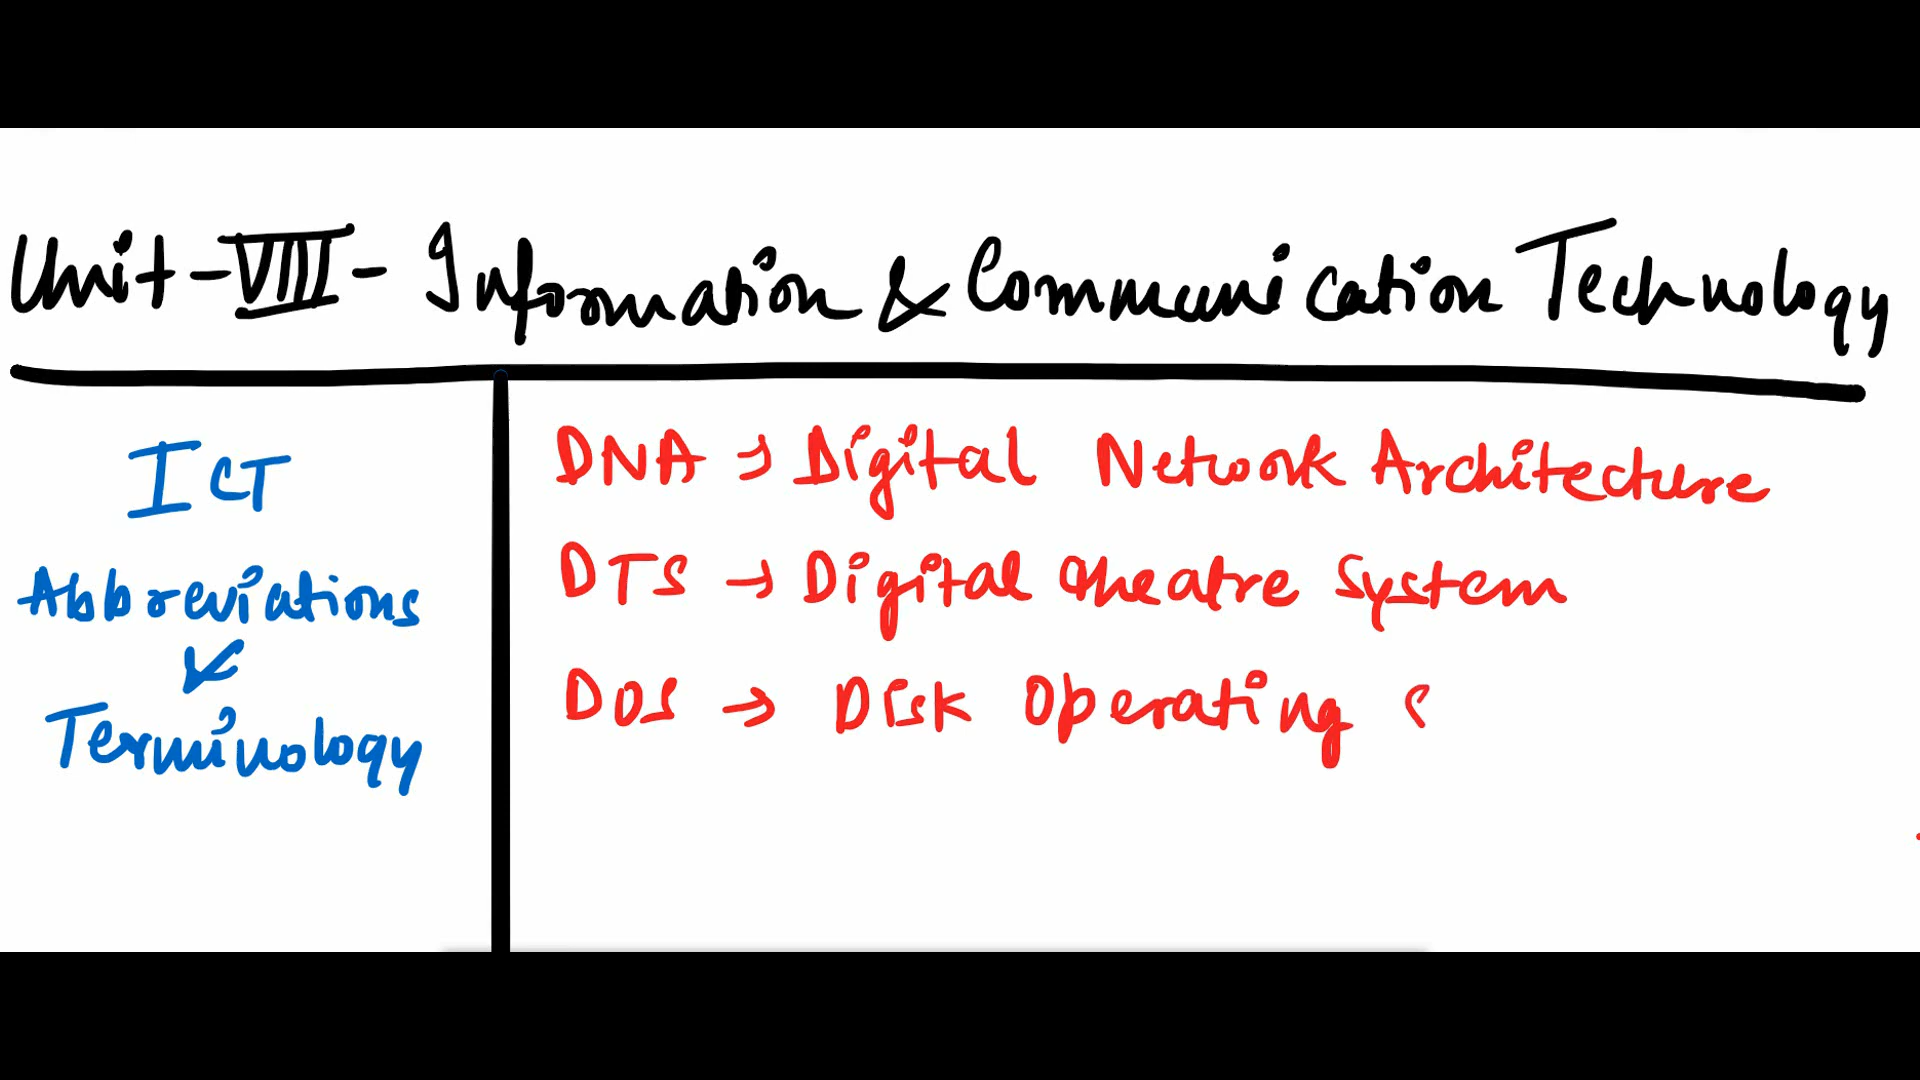 Unit-VIII- Information & Communication Technology
ICT
Abbreviations
&
Terminology
DNA → Digital Network Architecture
DTS → Digital Theatre System
DOS → Disk Operating S